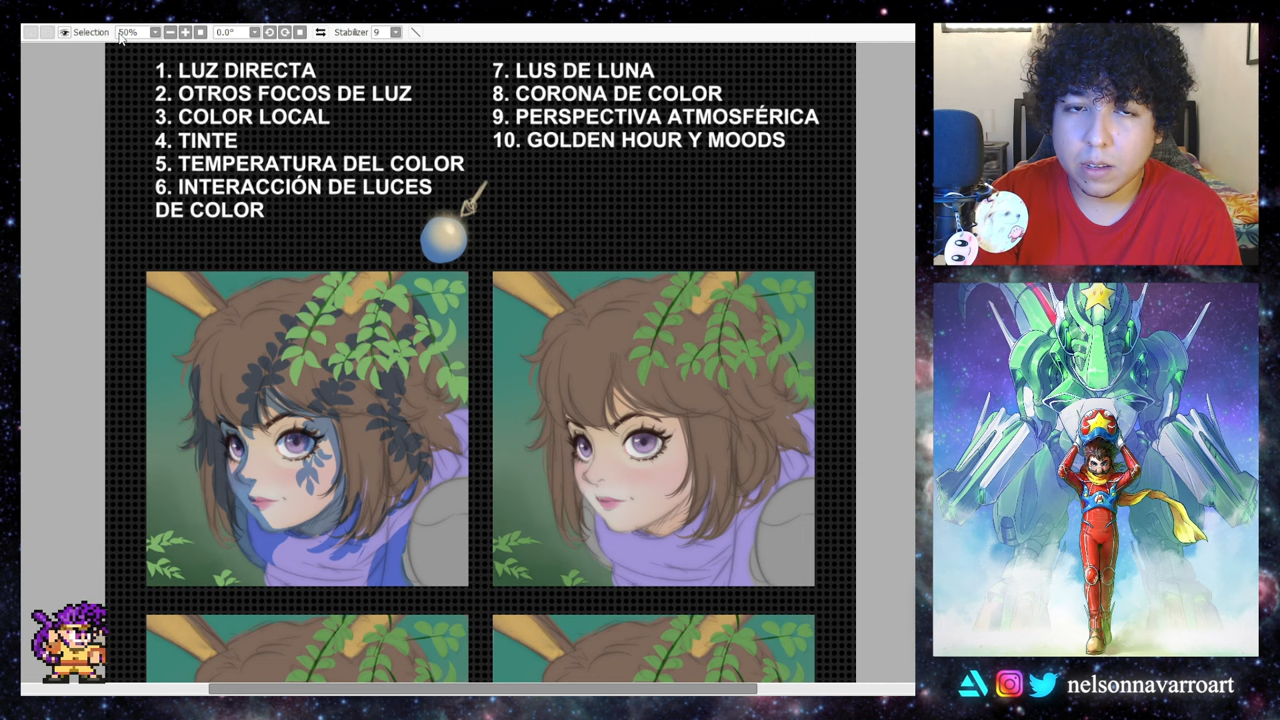 Selection 50% 0.0° Stabilizer 9
1. LUZ DIRECTA
2. OTROS FOCOS DE LUZ
3. COLOR LOCAL
4. TINTE
5. TEMPERATURA DEL COLOR
6. INTERACCIÓN DE LUCES
DE COLOR
7. LUS DE LUNA
8. CORONA DE COLOR
9. PERSPECTIVA ATMOSFÉRICA
10. GOLDEN HOUR Y MOODS
nelsonnavarroart